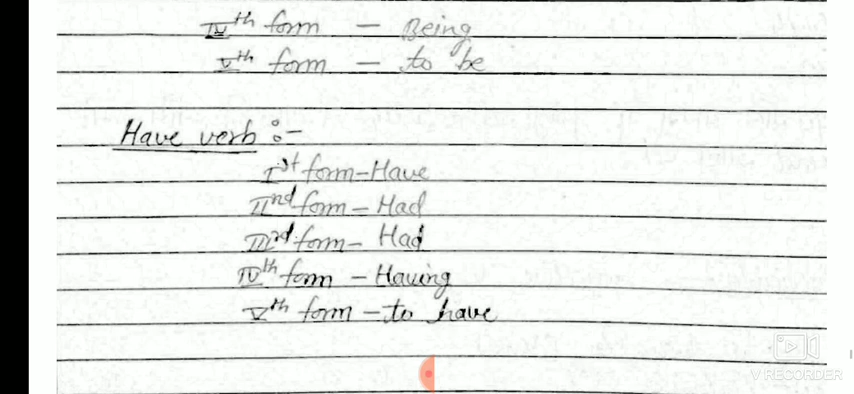 IVth form - Being
Vth form - to be
Have verb :-
Ist form - Have
IInd form - Had
IIIrd form - Had
IVth form - Having
Vth form - to have
V RECORDER